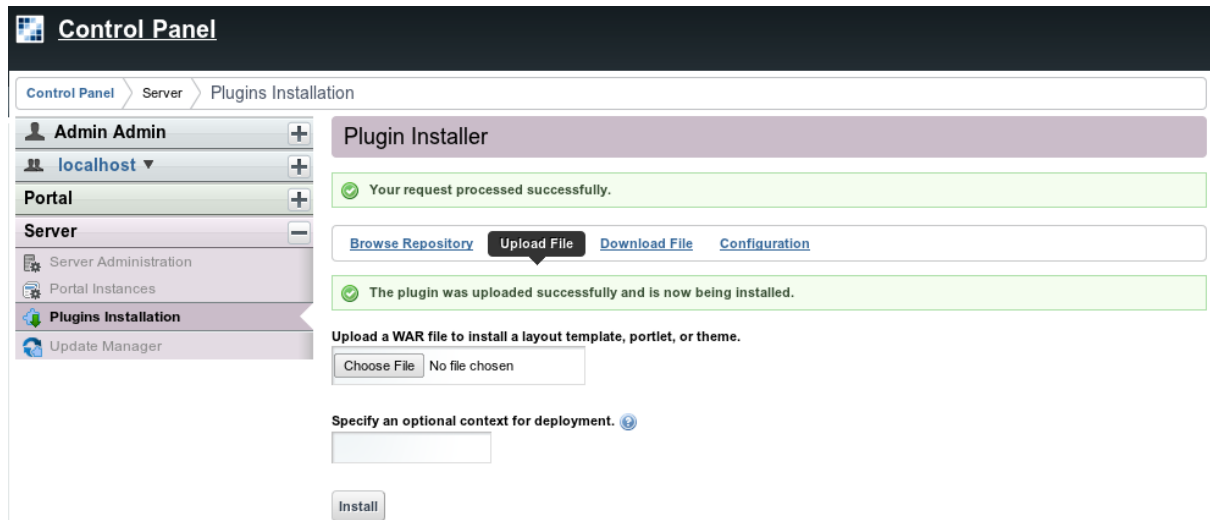 Control Panel
Control Panel Server Plugins Installation
Admin Admin
localhost
Portal
Server
Server Administration
Portal Instances
Plugins Installation
Update Manager
Plugin Installer
Your request processed successfully.
Browse Repository Upload File Download File Configuration
The plugin was uploaded successfully and is now being installed.
Upload a WAR file to install a layout template, portlet, or theme.
Choose File No file chosen
Specify an optional context for deployment.
Install